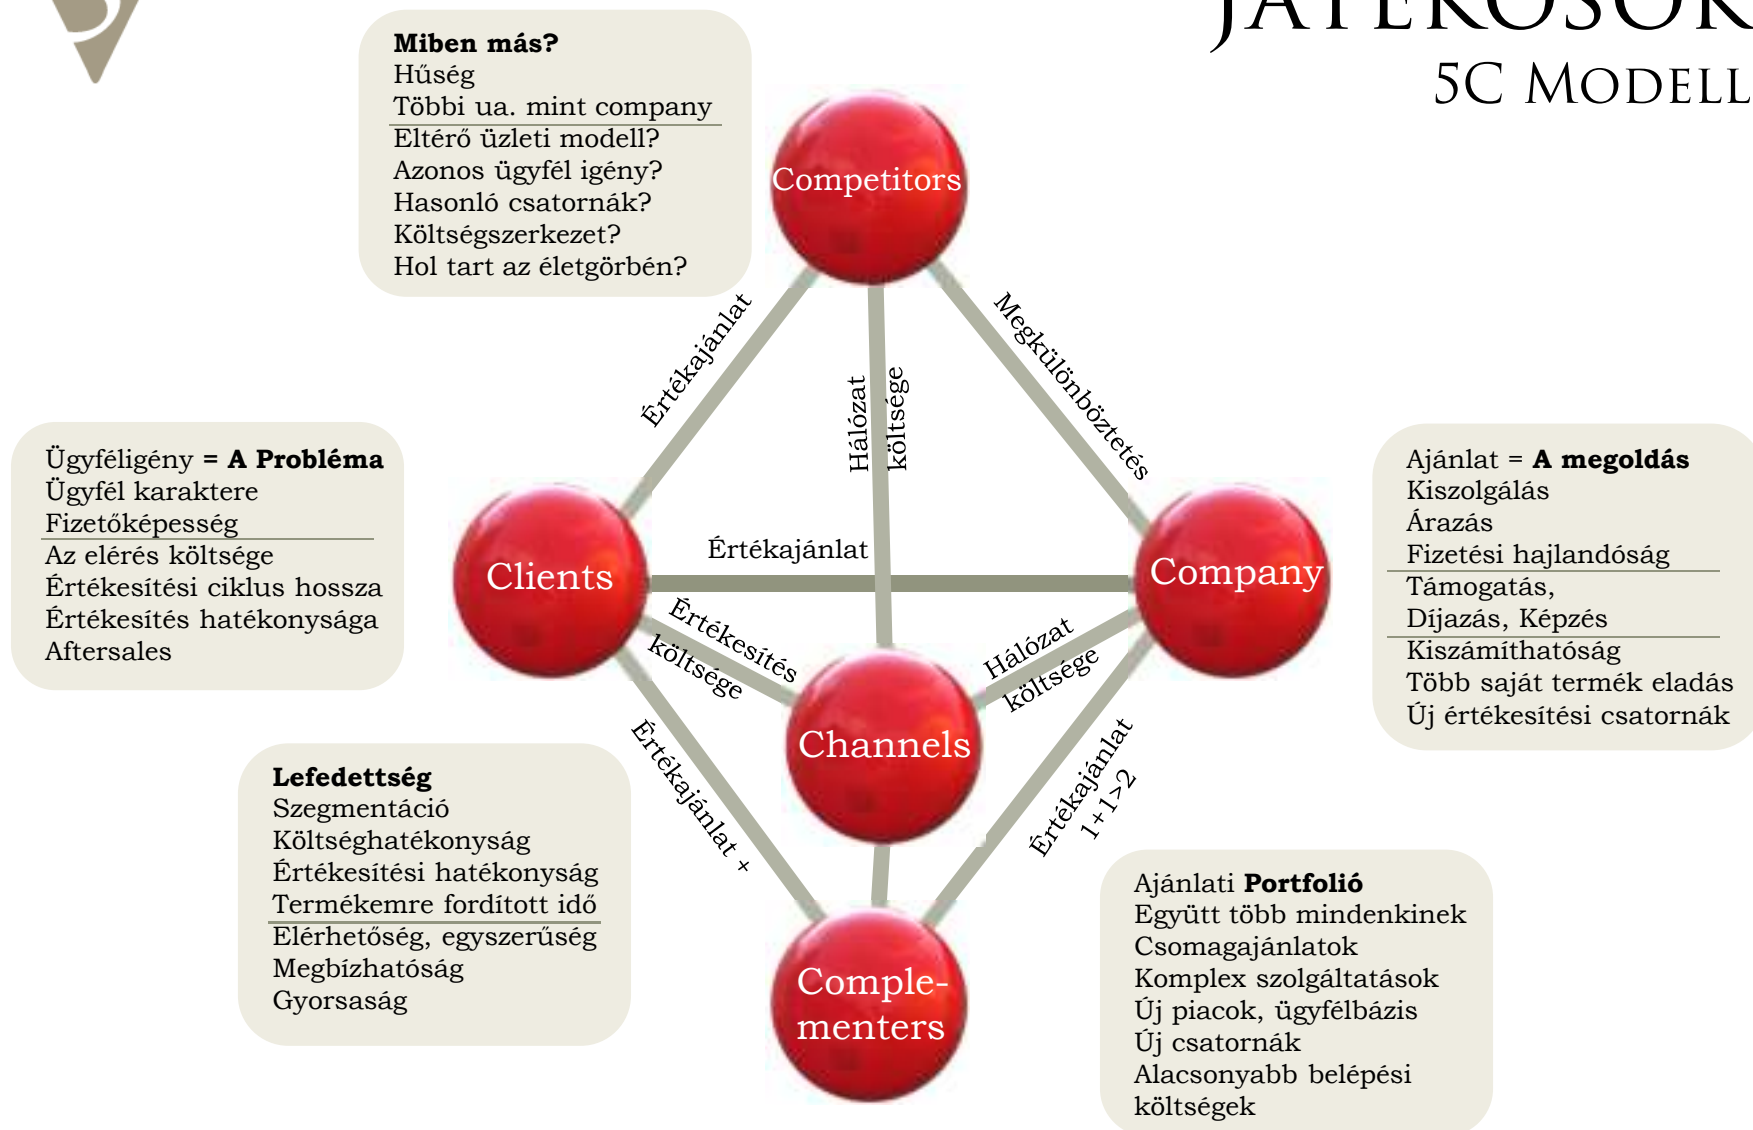 JÁTÉKOSOK
5C MODELL
Miben más?
Hűség
Többi ua. mint company
Eltérő üzleti modell?
Azonos ügyfél igény?
Hasonló csatornák?
Költségszerkezet?
Hol tart az életgörbén?
Competitors
Értékajánlat
Hálózat
költsége
Megkülönböztetés
Ügyféligény = A Probléma
Ügyfél karaktere
Fizetőképesség
Az elérés költsége
Értékesítési ciklus hossza
Értékesítés hatékonysága
Aftersales
Clients
Értékajánlat
Company
Ajánlat = A megoldás
Kiszolgálás
Árazás
Fizetési hajlandóság
Támogatás,
Díjazás, Képzés
Kiszámíthatóság
Több saját termék eladás
Új értékesítési csatornák
Értékesítés
költsége
Hálózat
költsége
Channels
Értékajánlat +
Értékajánlat
1+1>2
Lefedettség
Szegmentáció
Költséghatékonyság
Értékesítési hatékonyság
Termékemre fordított idő
Elérhetőség, egyszerűség
Megbízhatóság
Gyorsaság
Comple-
menters
Ajánlati Portfolió
Együtt több mindenkinek
Csomagajánlatok
Komplex szolgáltatások
Új piacok, ügyfélbázis
Új csatornák
Alacsonyabb belépési
költségek